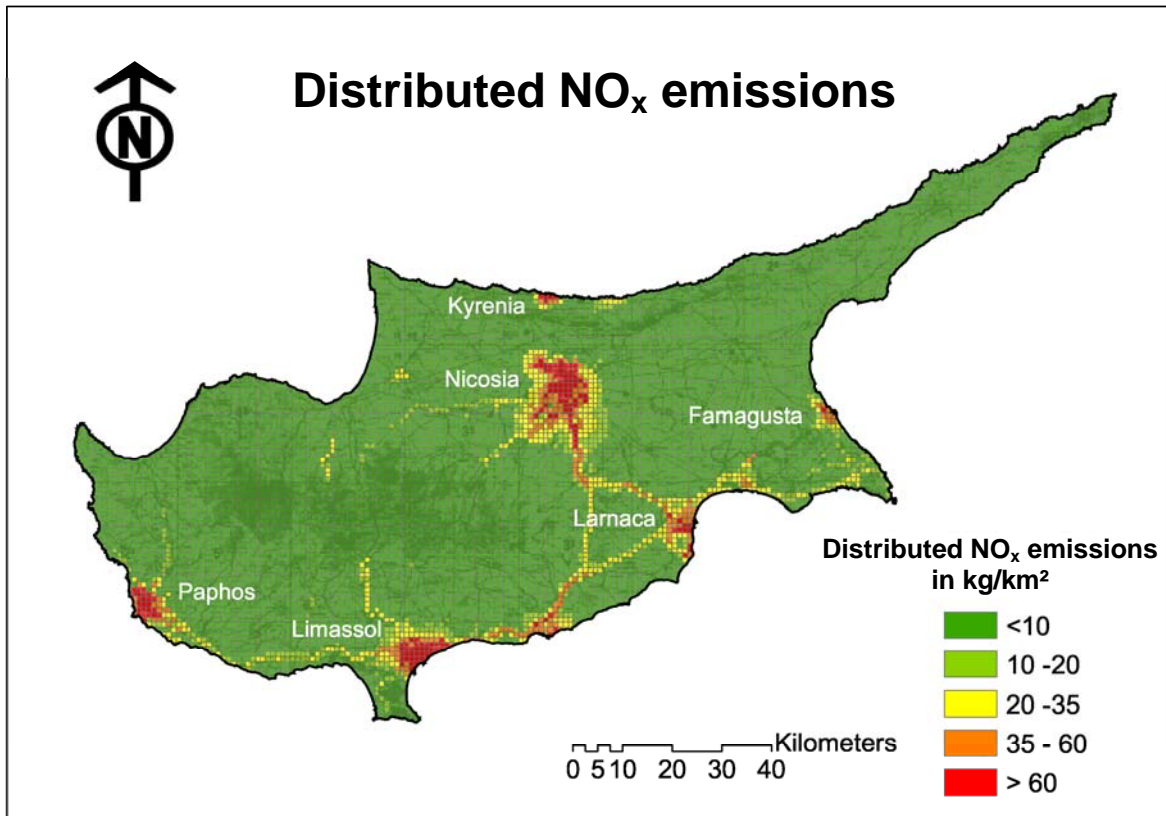 N
Distributed NOₓ emissions
Kyrenia
Nicosia
Famagusta
Larnaca
Paphos
Limassol
Distributed NOₓ emissions
in kg/km²
<10
10 -20
20 -35
35 - 60
> 60
Kilometers
0 5 10 20 30 40